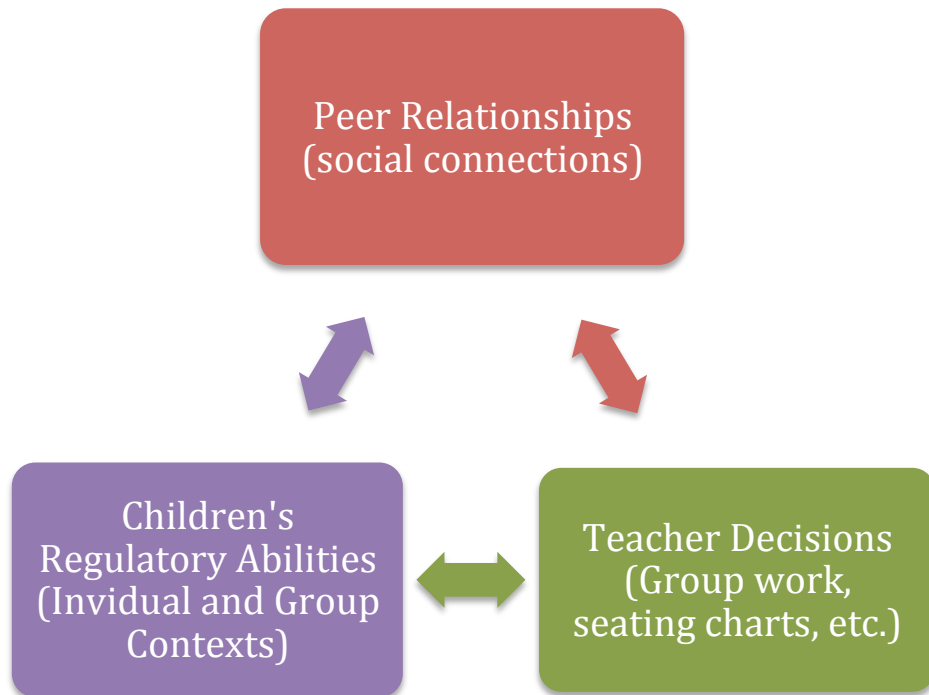 Peer Relationships
(social connections)
Children's
Regulatory Abilities
(Invidual and Group
Contexts)
Teacher Decisions
(Group work,
seating charts, etc.)